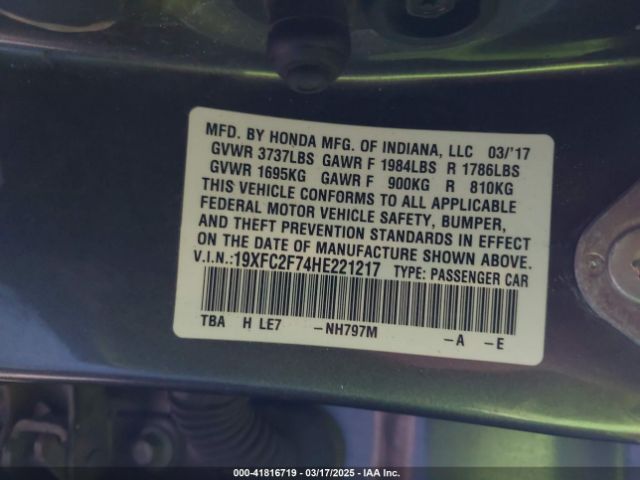 MFD. BY HONDA MFG. OF INDIANA, LLC 03/'17
GVWR 3737LBS GAWR F 1984LBS R 1786LBS
GVWR 1695KG GAWR F 900KG R 810KG
THIS VEHICLE CONFORMS TO ALL APPLICABLE
FEDERAL MOTOR VEHICLE SAFETY, BUMPER,
AND THEFT PREVENTION STANDARDS IN EFFECT
ON THE DATE OF MANUFACTURE SHOWN ABOVE.
V.I.N.:19XFC2F74HE221217 TYPE: PASSENGER CAR
TBA H LE7 -NH797M -A -E
000-41816719 — 03/17/2025 — IAA Inc.